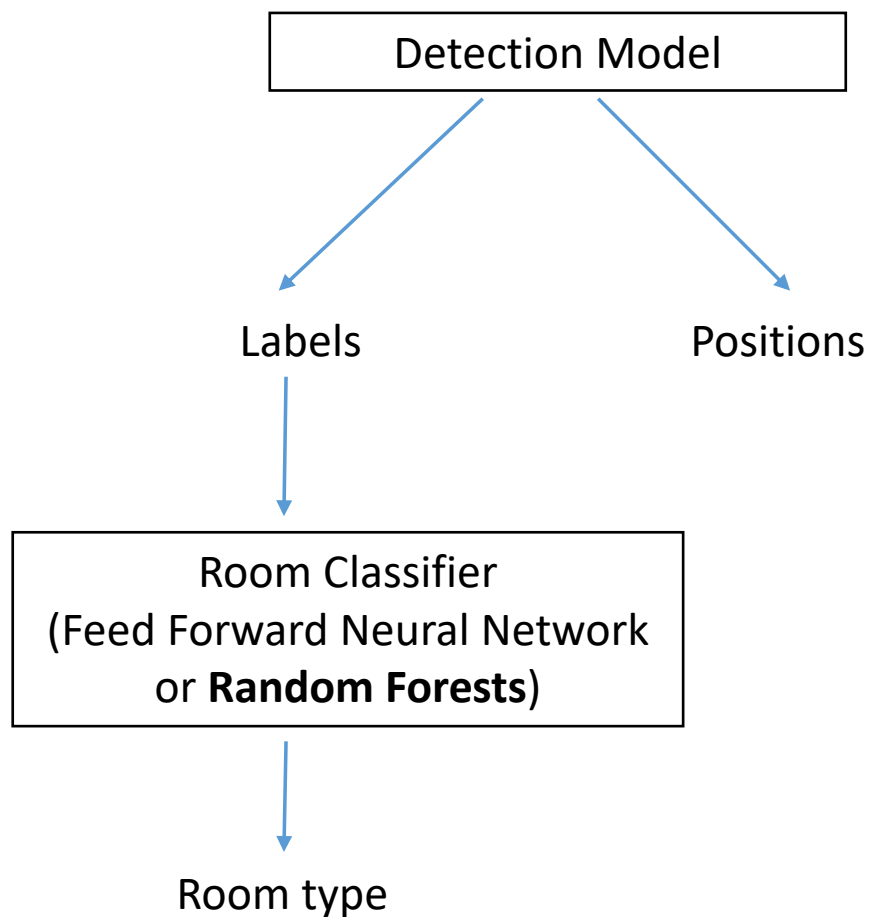 Detection Model
Labels
Positions
Room Classifier
(Feed Forward Neural Network
or Random Forests)
Room type